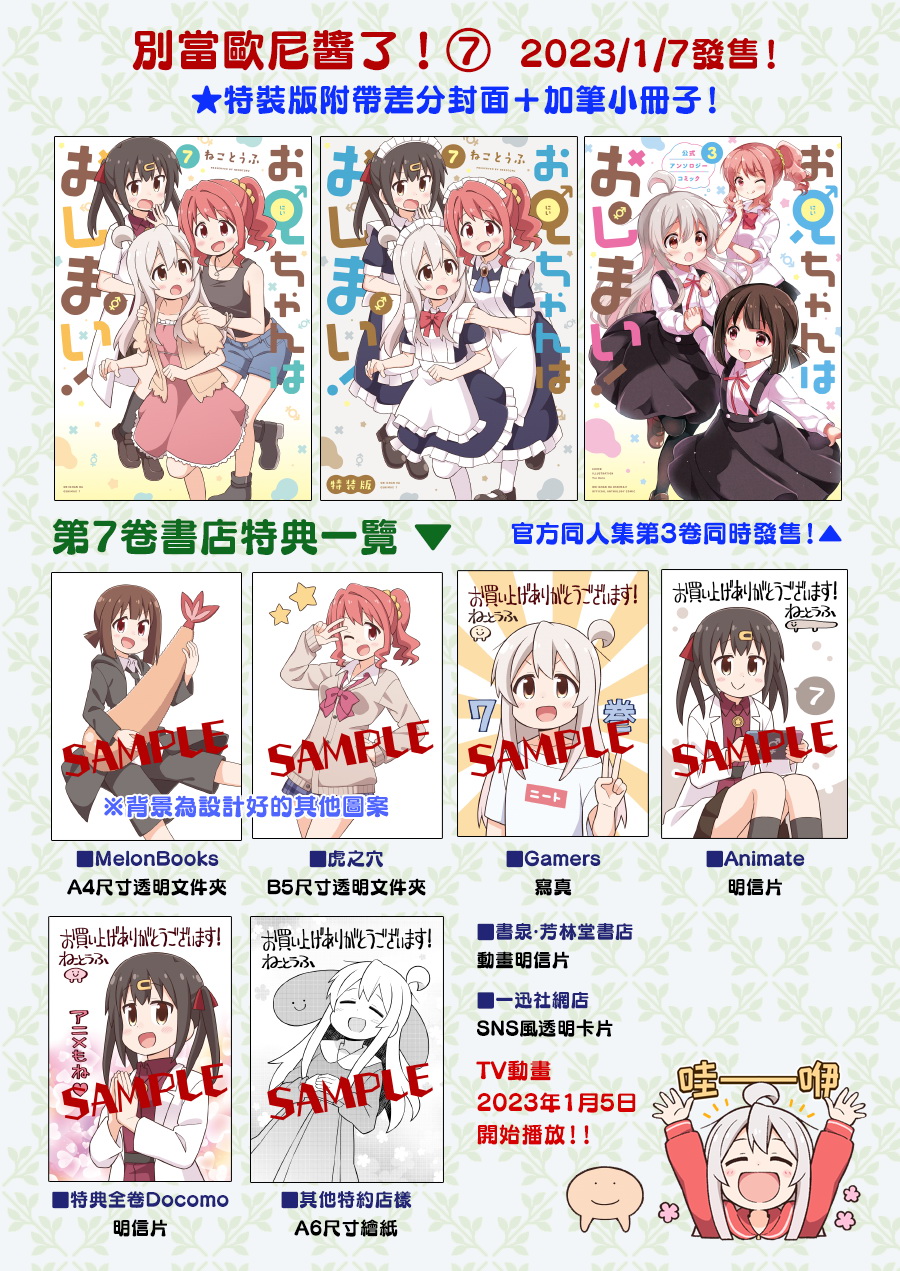 別當歐尼醬了！⑦ 2023/1/7發售！
★特裝版附帶差分封面＋加筆小冊子！
お兄ちゃんは
はい
おしまい！
7 ねことうふ
お兄ちゃんは
はい
おしまい！
7 ねことうふ
特装版
お兄ちゃんは
はい
おしまい！
公式
アンソロジー
コミック
3
第7卷書店特典一覽 ▼
官方同人集第3卷同時發售！▲
SAMPLE
SAMPLE
※背景為設計好的其他圖案
お買い上げありがとうございます！
ねことうふ
7巻
ニート
SAMPLE
お買い上げありがとうございます！
ねことうふ
7
SAMPLE
■MelonBooks
A4尺寸透明文件夾
■虎之穴
B5尺寸透明文件夾
■Gamers
寫真
■Animate
明信片
お買い上げありがとうございます！
ねことうふ
アニメもね♥
SAMPLE
■特典全卷Docomo
明信片
お買い上げありがとうございます！
ねことうふ
SAMPLE
■其他特約店樣
A6尺寸繪紙
■書泉·芳林堂書店
動畫明信片
■一迅社網店
SNS風透明卡片
TV動畫
2023年1月5日
開始播放！！
哇──咿